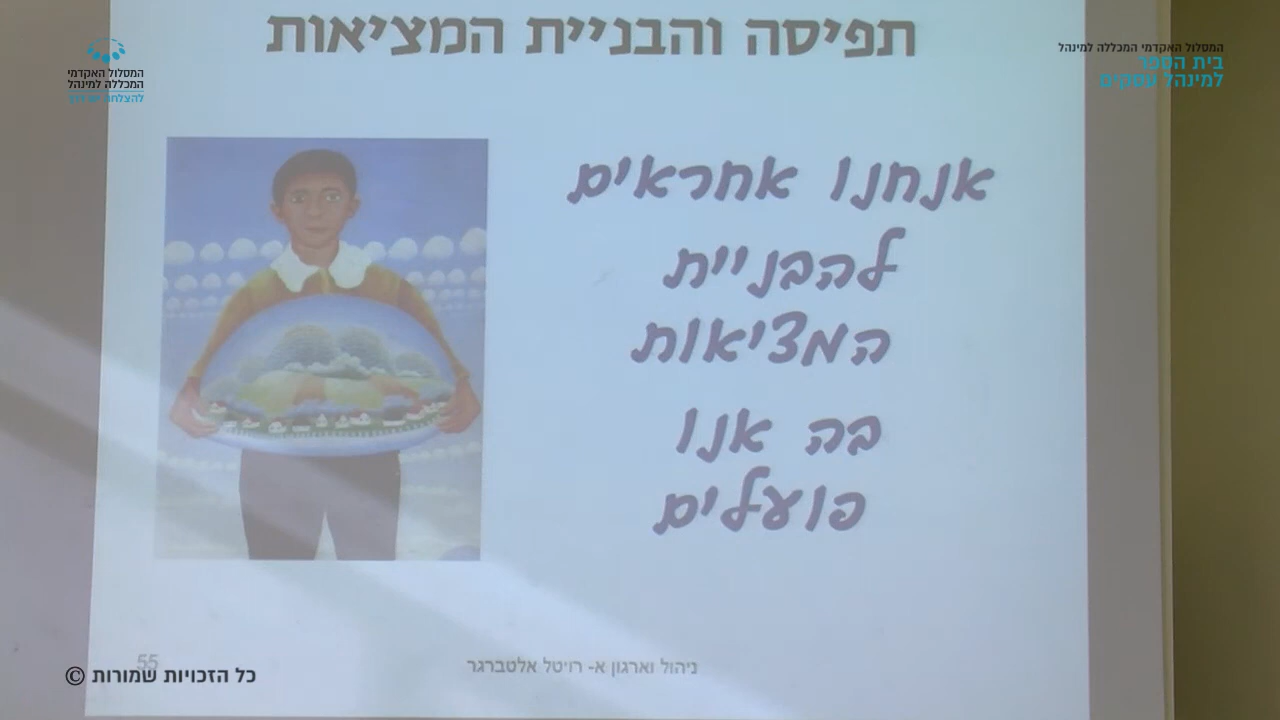 תפיסה והבניית המציאות
המסלול האקדמי
המכללה למינהל
המסלול האקדמי המכללה למינהל
בית הספר
למינהל עסקים
אנחנו אחראים
להבניית
המציאות
בה אנו
פועלים
55
ניהול וארגון א- רויטל אלטברגר
כל הזכויות שמורות ©